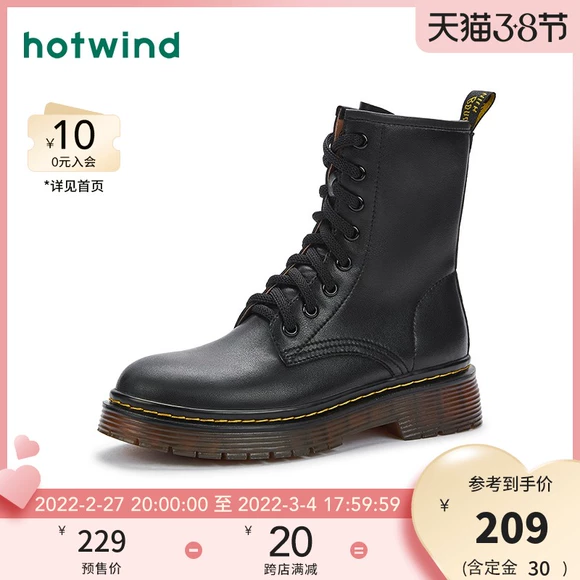 hotwind
天猫3.8节
¥10
0元入会
*详见首页
2022-2-27 20:00:00 至 2022-3-4 17:59:59
¥229
预售价
-
¥20
跨店满减
=
参考到手价
¥209
(含定金 30 )